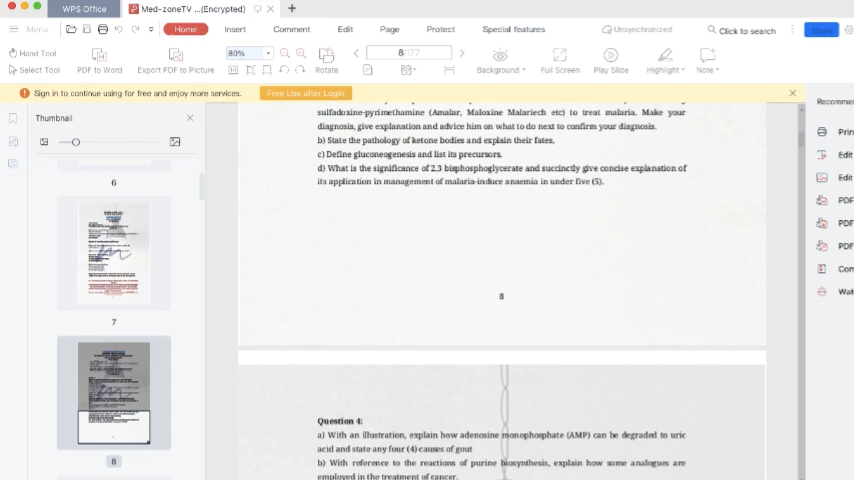 WPS Office
Med-zoneTV ...(Encrypted)
Menu
Home
Insert
Comment
Edit
Page
Protect
Special features
Unsynchronized
Click to search
Hand Tool
Select Tool
PDF to Word
Export PDF to Picture
80%
Rotate
8/177
Background
Full Screen
Play Slide
Highlight
Note
Sign in to continue using for free and enjoy more services.
Free Use after Login
Thumbnail
6
7
8
sulfadoxine-pyrimethamine (Amalar, Maloxine Malariech etc) to treat malaria. Make your
diagnosis, give explanation and advice him on what to do next to confirm your diagnosis.
b) State the pathology of ketone bodies and explain their fates,
c) Define gluconeogenesis and list its precursors.
d) What is the significance of 2,3 bisphosphoglycerate and succinctly give concise explanation of
its application in management of malaria-induce anaemia in under five (5).
8
Question 4:
a) With an illustration, explain how adenosine monophosphate (AMP) can be degraded to uric
acid and state any four (4) causes of gout
b) With reference to the reactions of purine biosynthesis, explain how some analogues are
employed in the treatment of cancer.
Recommen
Prin
Edit
Edit
PDF
PDF
PDF
Com
Wat